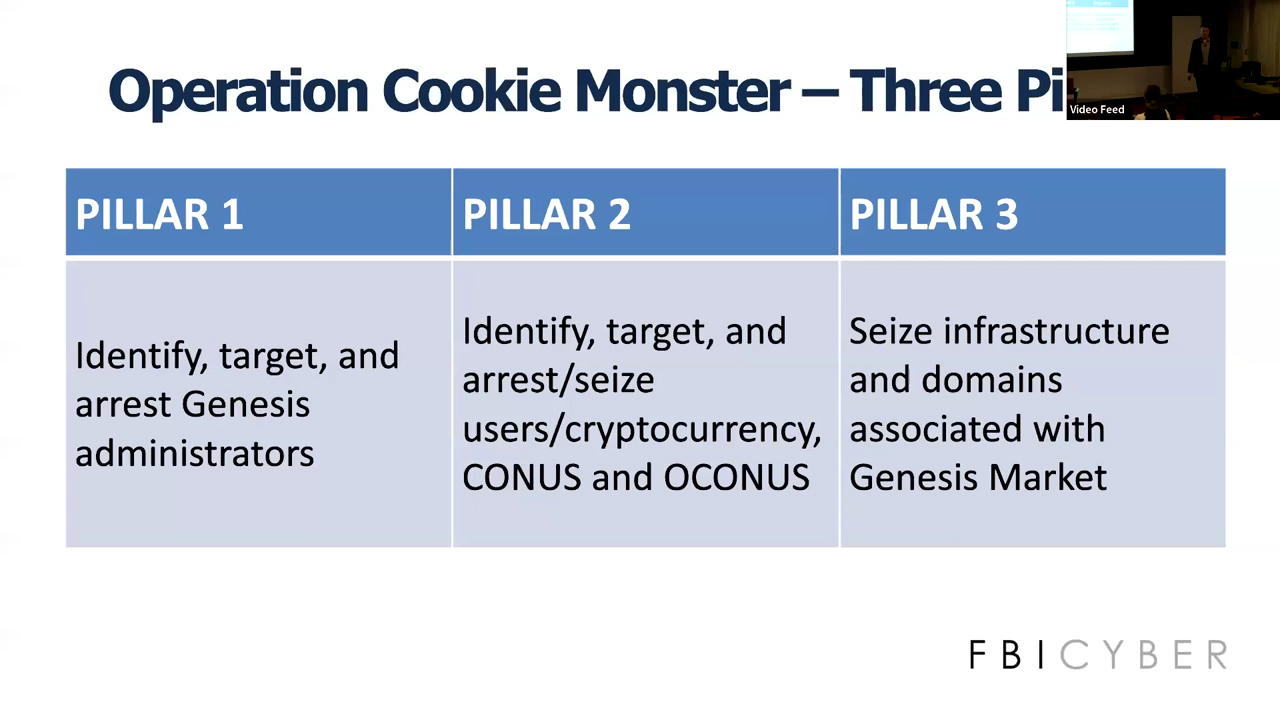 Operation Cookie Monster – Three Pi
Video Feed
PILLAR 1
PILLAR 2
PILLAR 3
Identify, target, and
arrest Genesis
administrators
Identify, target, and
arrest/seize
users/cryptocurrency,
CONUS and OCONUS
Seize infrastructure
and domains
associated with
Genesis Market
FBI CYBER